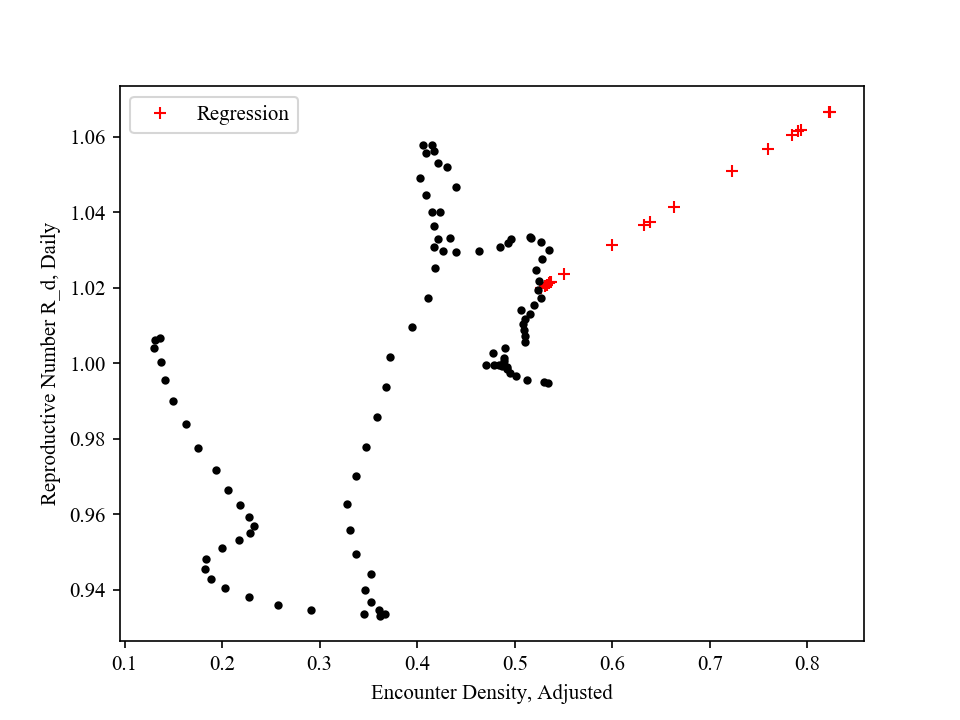 Regression
1.06
1.04
1.02
1.00
0.98
0.96
0.94
Reproductive Number R_d, Daily
0.1 0.2 0.3 0.4 0.5 0.6 0.7 0.8
Encounter Density, Adjusted